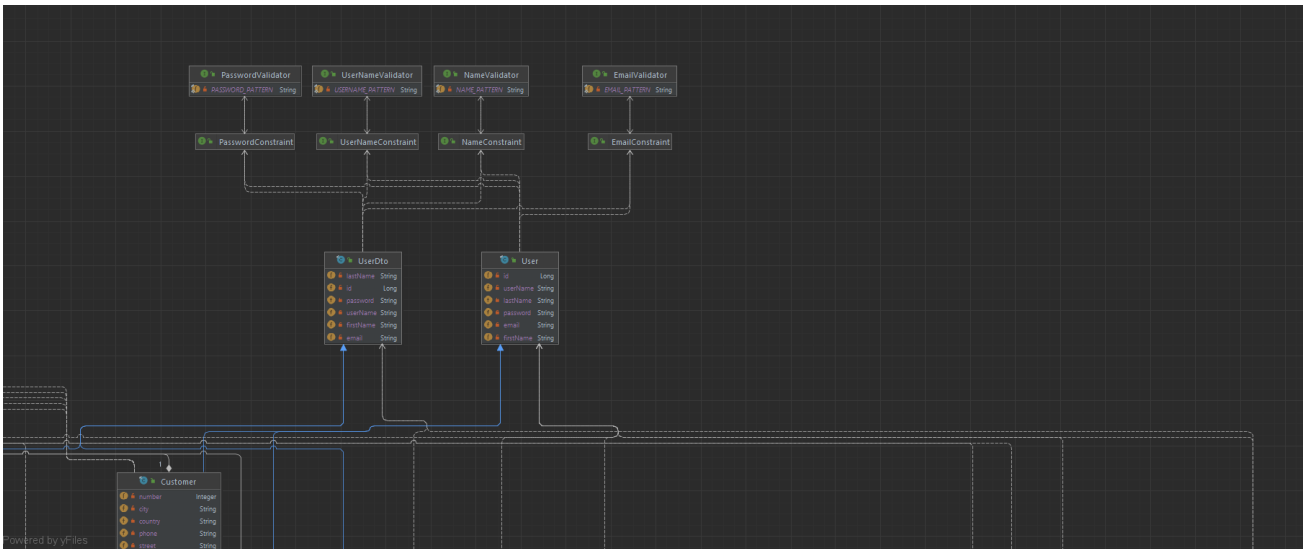 PasswordValidator
PASSWORD_PATTERN String
UserNameValidator
USERNAME_PATTERN String
NameValidator
NAME_PATTERN String
EmailValidator
EMAIL_PATTERN String
PasswordConstraint
UserNameConstraint
NameConstraint
EmailConstraint
UserDto
lastName String
id Long
password String
userName String
firstName String
email String
User
id Long
userName String
lastName String
password String
email String
firstName String
1
Customer
number Integer
city String
country String
phone String
street String
Powered by yFiles